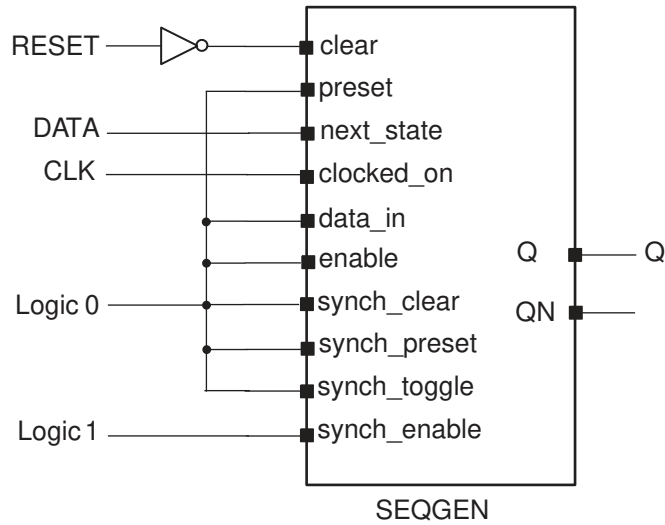 RESET
clear
preset
DATA
next_state
CLK
clocked_on
data_in
enable
Q
Q
Logic 0
synch_clear
QN
synch_preset
synch_toggle
Logic 1
synch_enable
SEQGEN